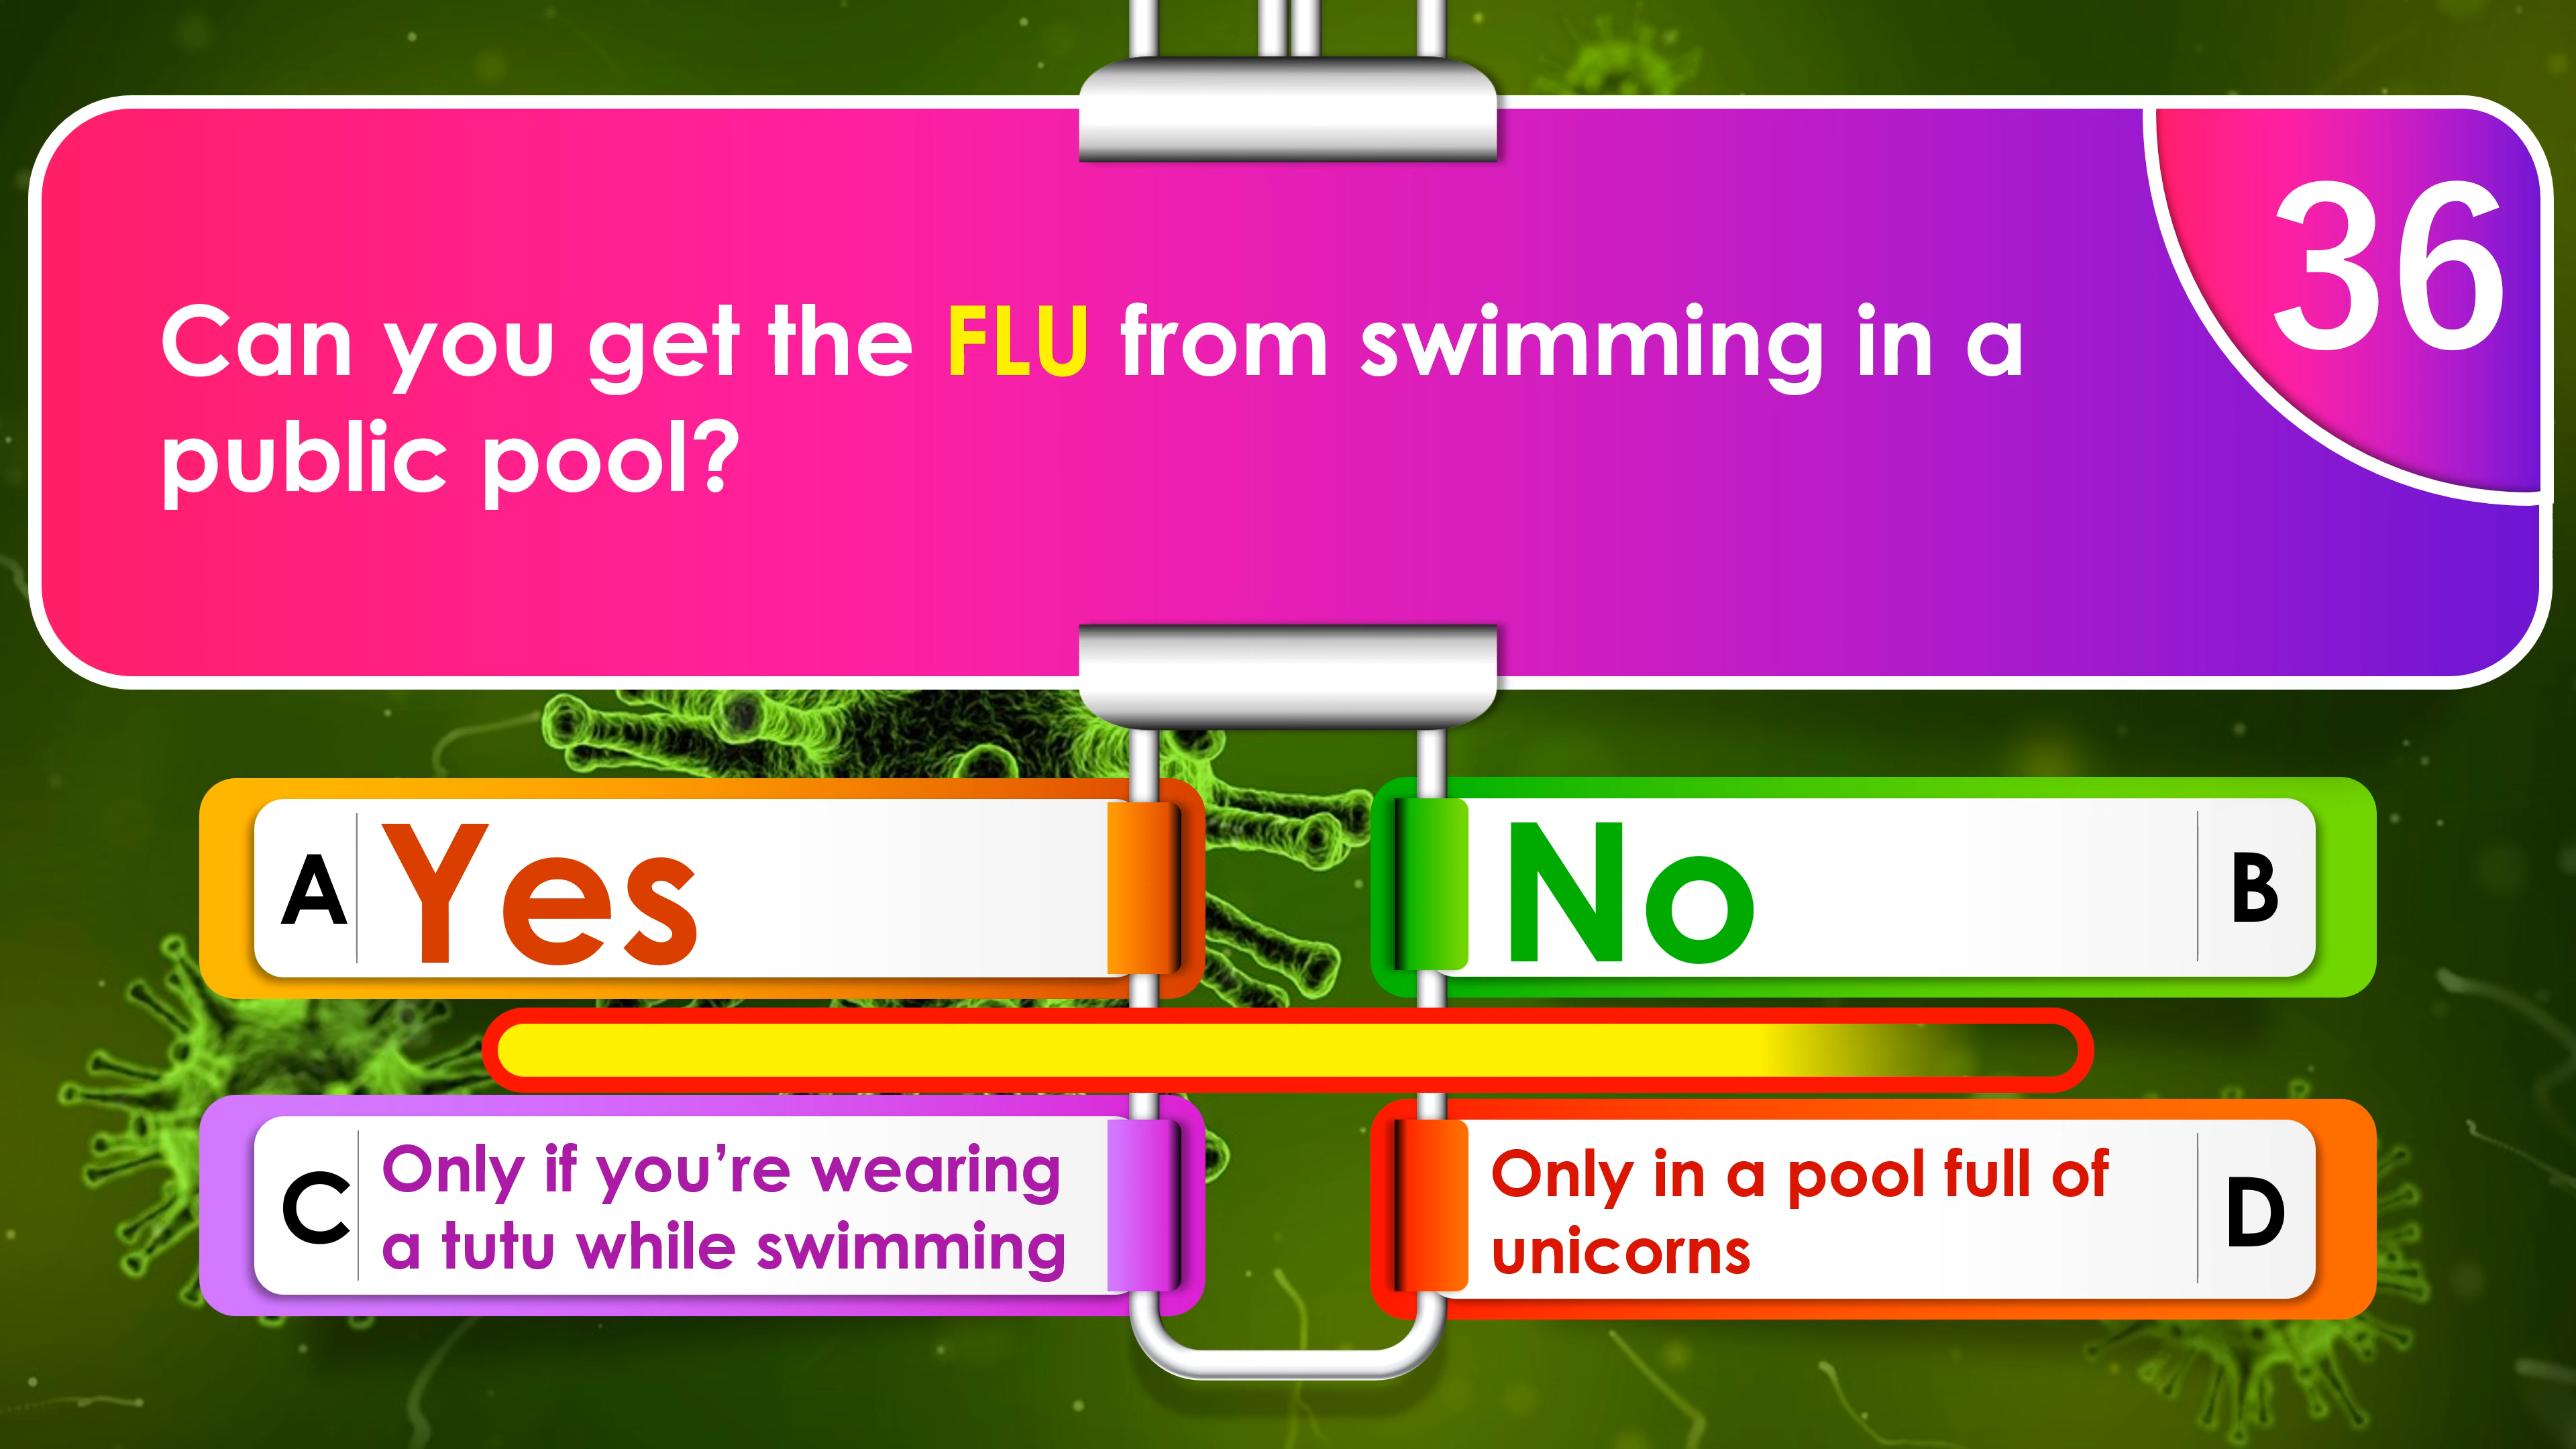 36
Can you get the FLU from swimming in a
public pool?
A
Yes
No
B
C
Only if you’re wearing
a tutu while swimming
Only in a pool full of
unicorns
D